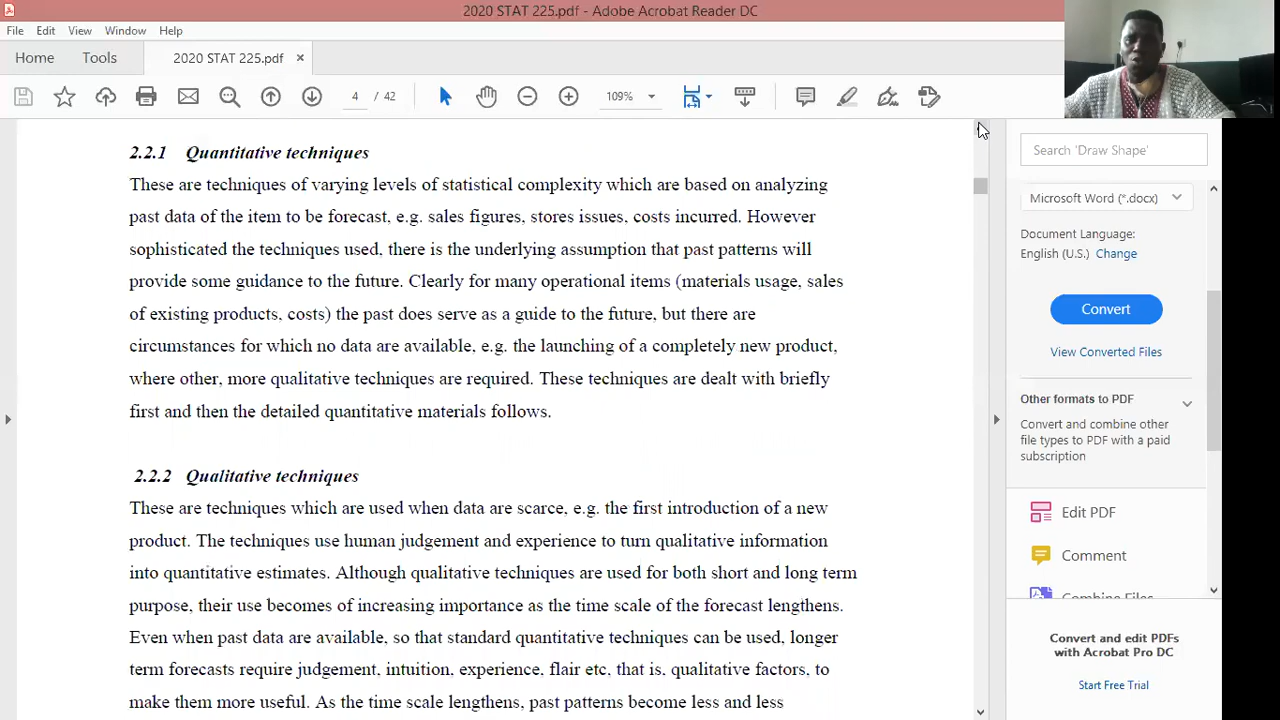 2020 STAT 225.pdf - Adobe Acrobat Reader DC
File Edit View Window Help
Home Tools 2020 STAT 225.pdf ×
4 / 42 109%
2.2.1 Quantitative techniques
These are techniques of varying levels of statistical complexity which are based on analyzing
past data of the item to be forecast, e.g. sales figures, stores issues, costs incurred. However
sophisticated the techniques used, there is the underlying assumption that past patterns will
provide some guidance to the future. Clearly for many operational items (materials usage, sales
of existing products, costs) the past does serve as a guide to the future, but there are
circumstances for which no data are available, e.g. the launching of a completely new product,
where other, more qualitative techniques are required. These techniques are dealt with briefly
first and then the detailed quantitative materials follows.
2.2.2 Qualitative techniques
These are techniques which are used when data are scarce, e.g. the first introduction of a new
product. The techniques use human judgement and experience to turn qualitative information
into quantitative estimates. Although qualitative techniques are used for both short and long term
purpose, their use becomes of increasing importance as the time scale of the forecast lengthens.
Even when past data are available, so that standard quantitative techniques can be used, longer
term forecasts require judgement, intuition, experience, flair etc, that is, qualitative factors, to
make them more useful. As the time scale lengthens, past patterns become less and less
Search 'Draw Shape'
Microsoft Word (*.docx)
Document Language:
English (U.S.) Change
Convert
View Converted Files
Other formats to PDF
Convert and combine other
file types to PDF with a paid
subscription
Edit PDF
Comment
Combine Files
Convert and edit PDFs
with Acrobat Pro DC
Start Free Trial